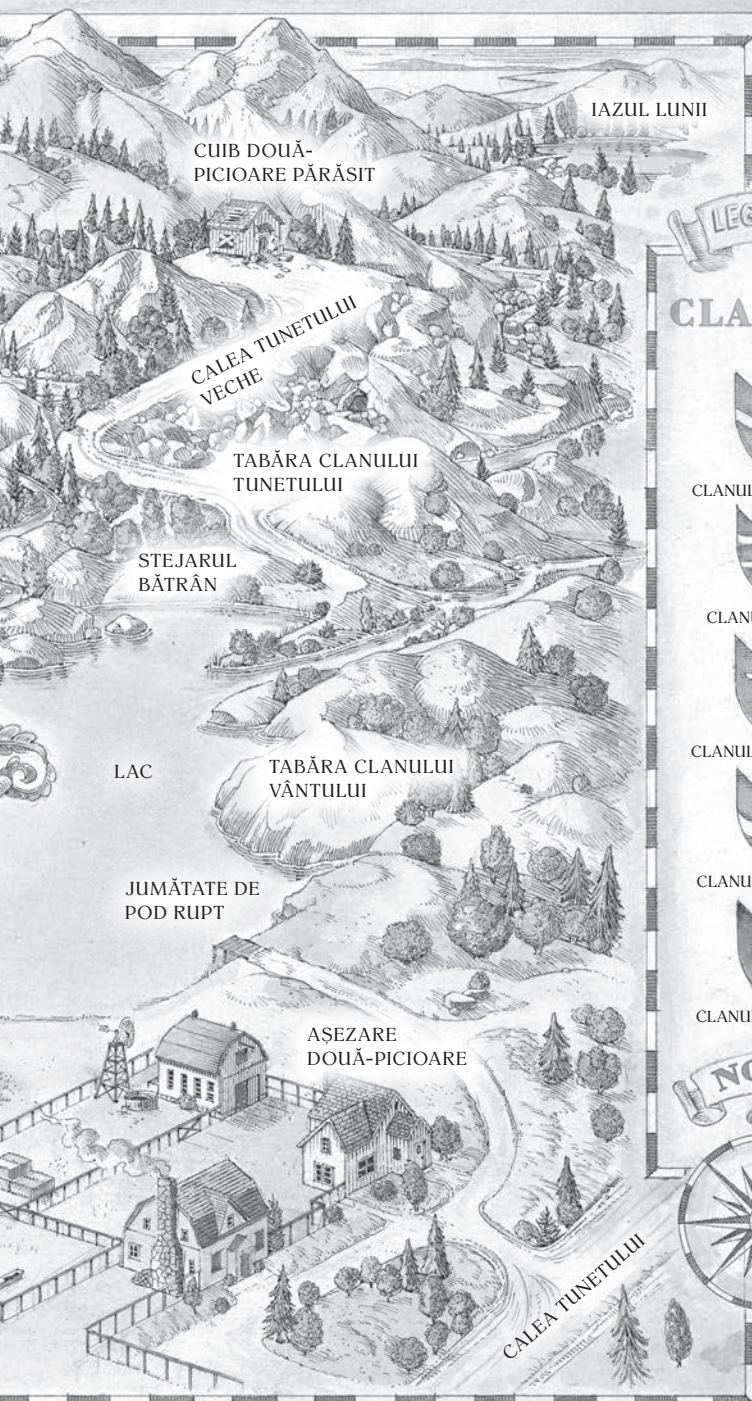 IAZUL LUNII
CUIB DOUĂ-
PICIOARE PĂRĂSIT
CALEA TUNETULUI
VECHE
TABĂRA CLANULUI
TUNETULUI
STEJARUL
BĂTRÂN
LAC
TABĂRA CLANULUI
VÂNTULUI
JUMĂTATE DE
POD RUPT
AȘEZARE
DOUĂ-PICIOARE
CALEA TUNETULUI
CLANUL
CLANUL